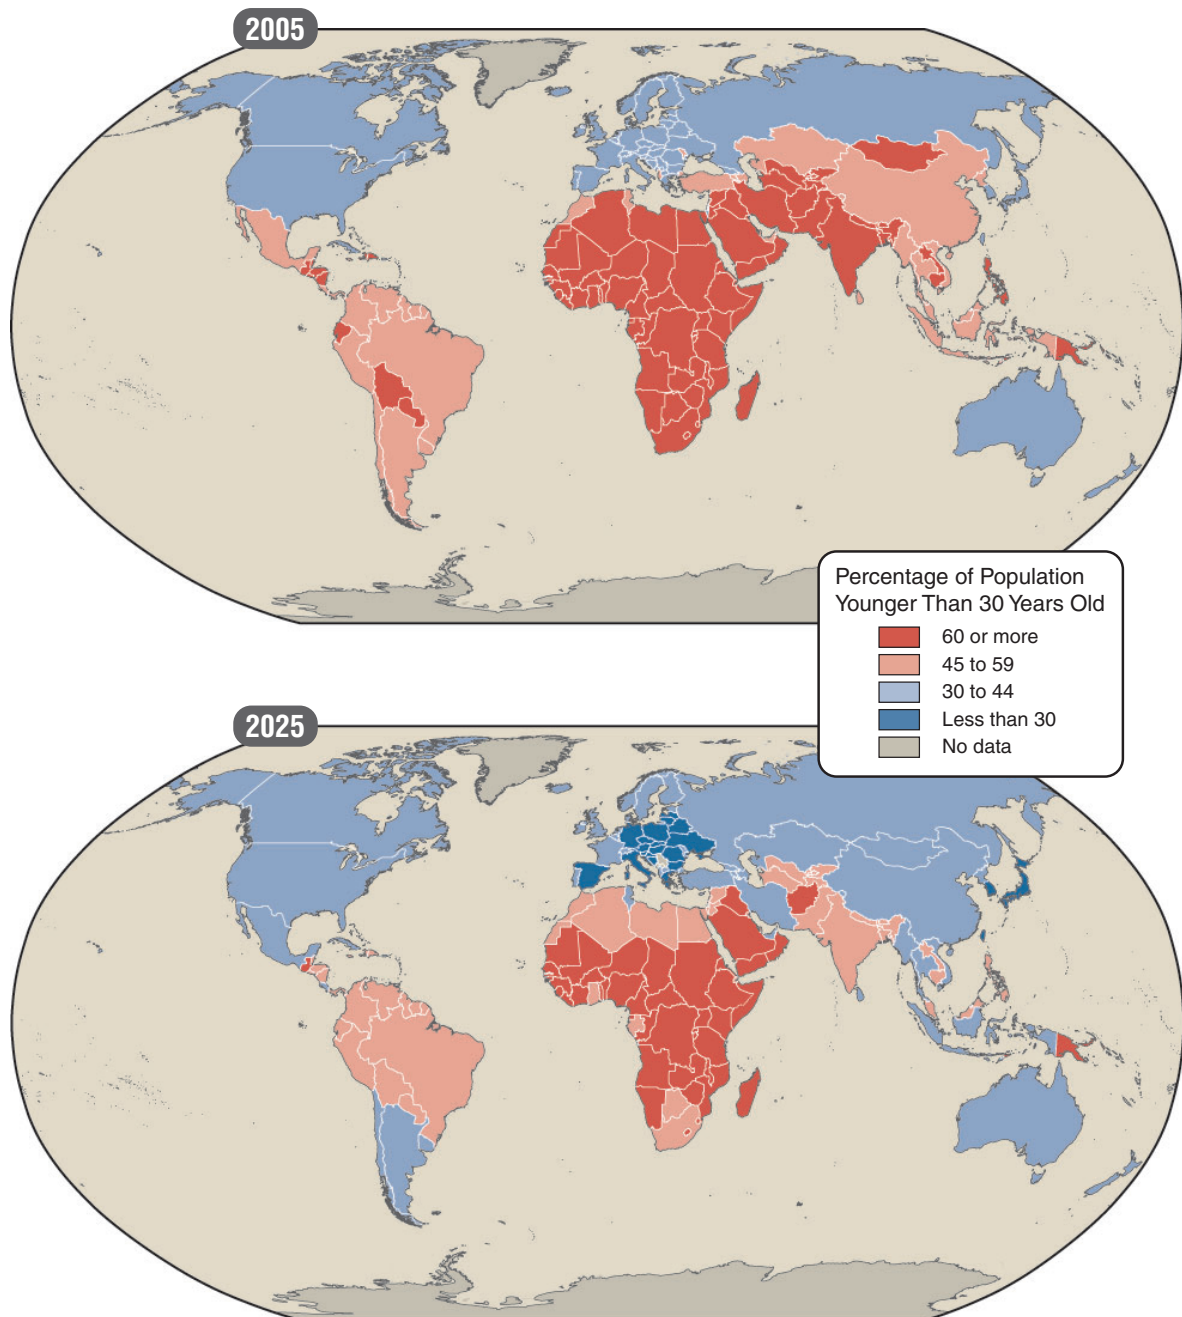 2005
Percentage of Population
Younger Than 30 Years Old
60 or more
45 to 59
30 to 44
Less than 30
No data
2025